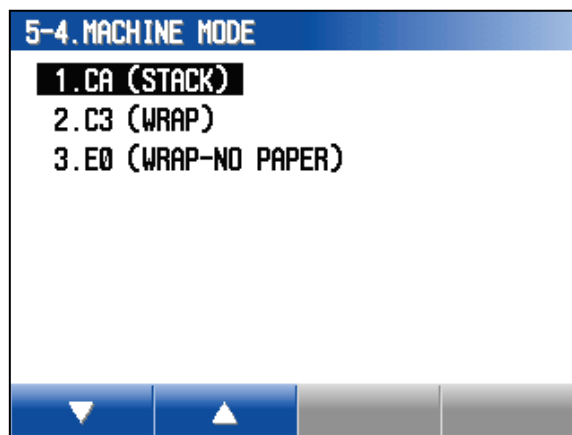 5-4.MACHINE MODE
1.CA (STACK)
2.C3 (WRAP)
3.E0 (WRAP-NO PAPER)